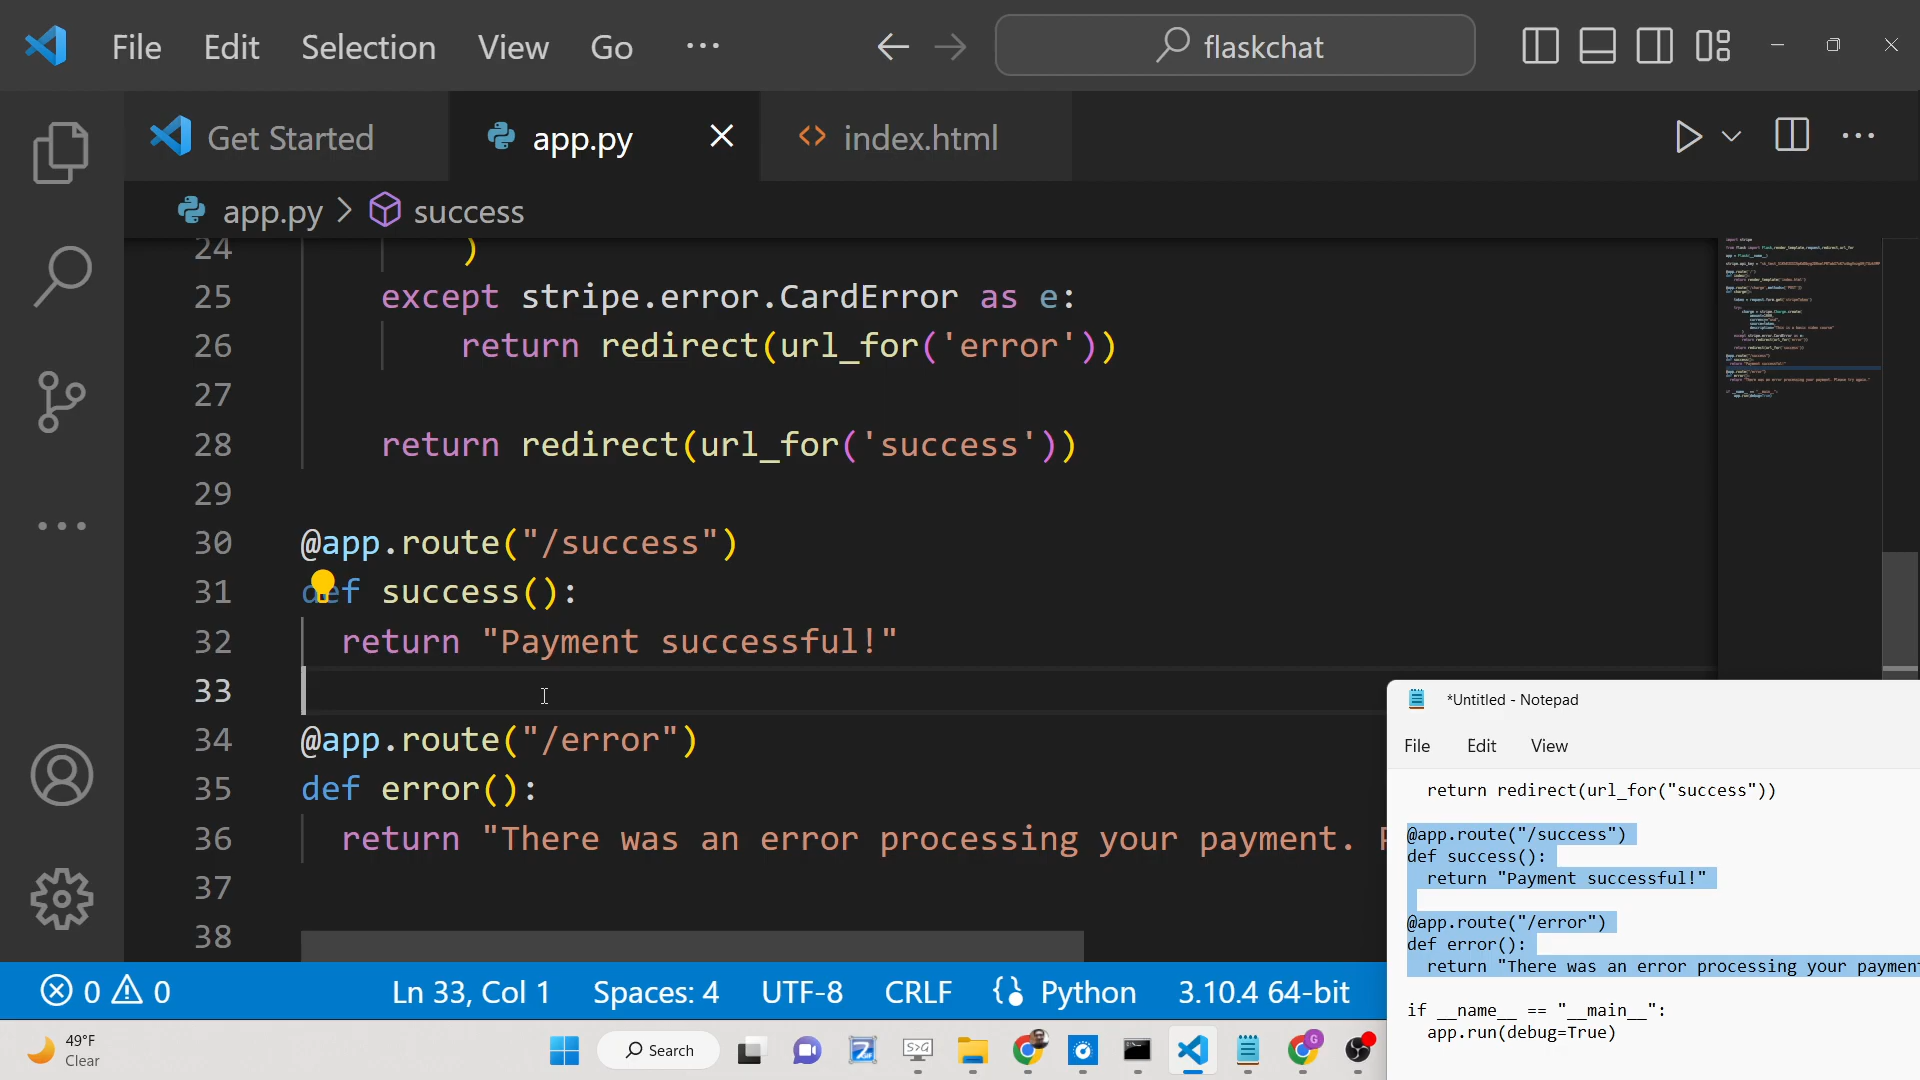 File Edit Selection View Go ... flaskchat
Get Started app.py index.html
app.py > success
24 )
25 except stripe.error.CardError as e:
26 return redirect(url_for('error'))
27
28 return redirect(url_for('success'))
29
30 @app.route("/success")
31 def success():
32 return "Payment successful!"
33
34 @app.route("/error")
35 def error():
36 return "There was an error processing your payment.
37
38
*Untitled - Notepad
File Edit View
return redirect(url_for("success"))
@app.route("/success")
def success():
return "Payment successful!"
@app.route("/error")
def error():
return "There was an error processing your payment
if __name__ == "__main__":
app.run(debug=True)
0 0 Ln 33, Col 1 Spaces: 4 UTF-8 CRLF Python 3.10.4 64-bit
49°F
Clear
Search